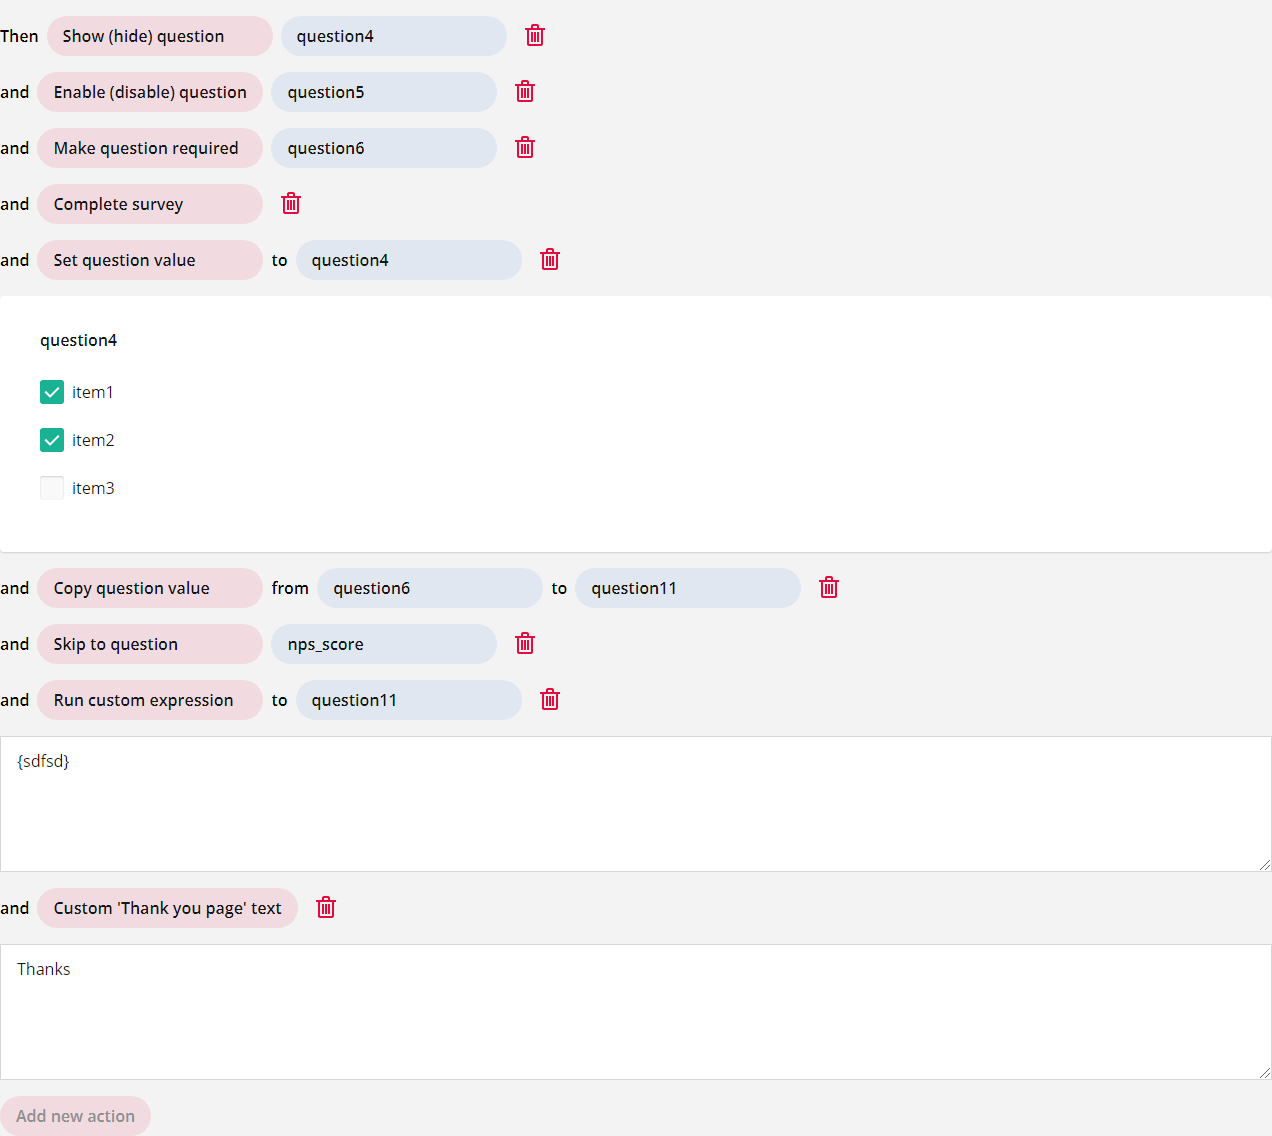 Then Show (hide) question question4
and Enable (disable) question question5
and Make question required question6
and Complete survey
and Set question value to question4
question4
item1
item2
item3
and Copy question value from question6 to question11
and Skip to question nps_score
and Run custom expression to question11
{sdfsd}
and Custom 'Thank you page' text
Thanks
Add new action